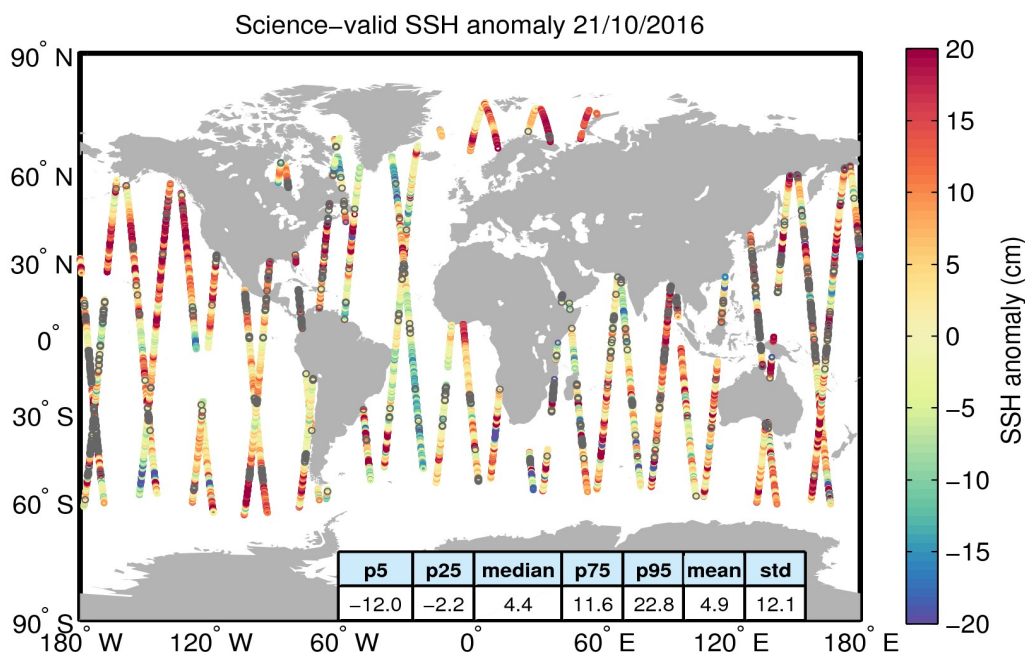 Science−valid SSH anomaly 21/10/2016
90° N
60° N
30° N
0°
30° S
60° S
90° S
180° W
120° W
60° W
0°
60° E
120° E
180° E
p5 p25 median p75 p95 mean std
−12.0 −2.2 4.4 11.6 22.8 4.9 12.1
20
15
10
5
0
−5
−10
−15
−20
SSH anomaly (cm)